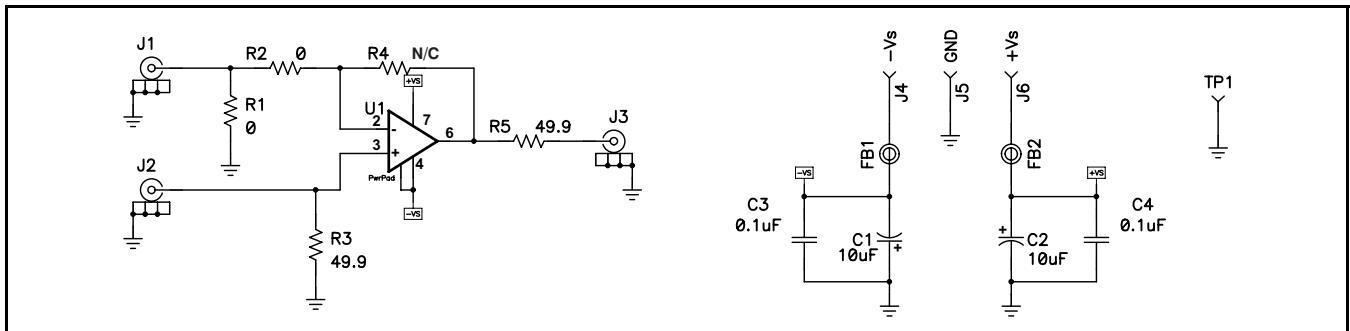 J1
R2 0
R4 N/C
+VS
R1
0
U1
2 -
7
6
3 +
4
PwrPad
-VS
R5 49.9
J3
J2
R3
49.9
-Vs
J4
GND
J5
+Vs
J6
TP1
FB1
FB2
-VS
+VS
C3
0.1uF
C1
10uF
+
+
C2
10uF
C4
0.1uF